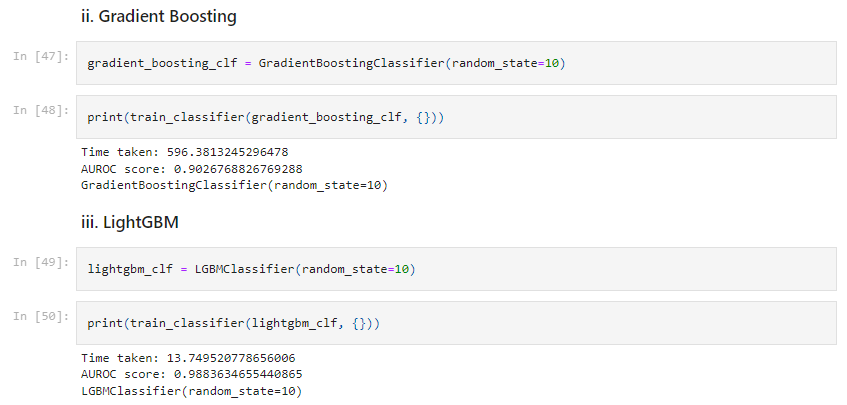 ii. Gradient Boosting
In [47]: gradient_boosting_clf = GradientBoostingClassifier(random_state=10)
In [48]: print(train_classifier(gradient_boosting_clf, {}))
Time taken: 596.3813245296478
AUROC score: 0.9026768826769288
GradientBoostingClassifier(random_state=10)
iii. LightGBM
In [49]: lightgbm_clf = LGBMClassifier(random_state=10)
In [50]: print(train_classifier(lightgbm_clf, {}))
Time taken: 13.749520778656006
AUROC score: 0.9883634655440865
LGBMClassifier(random_state=10)